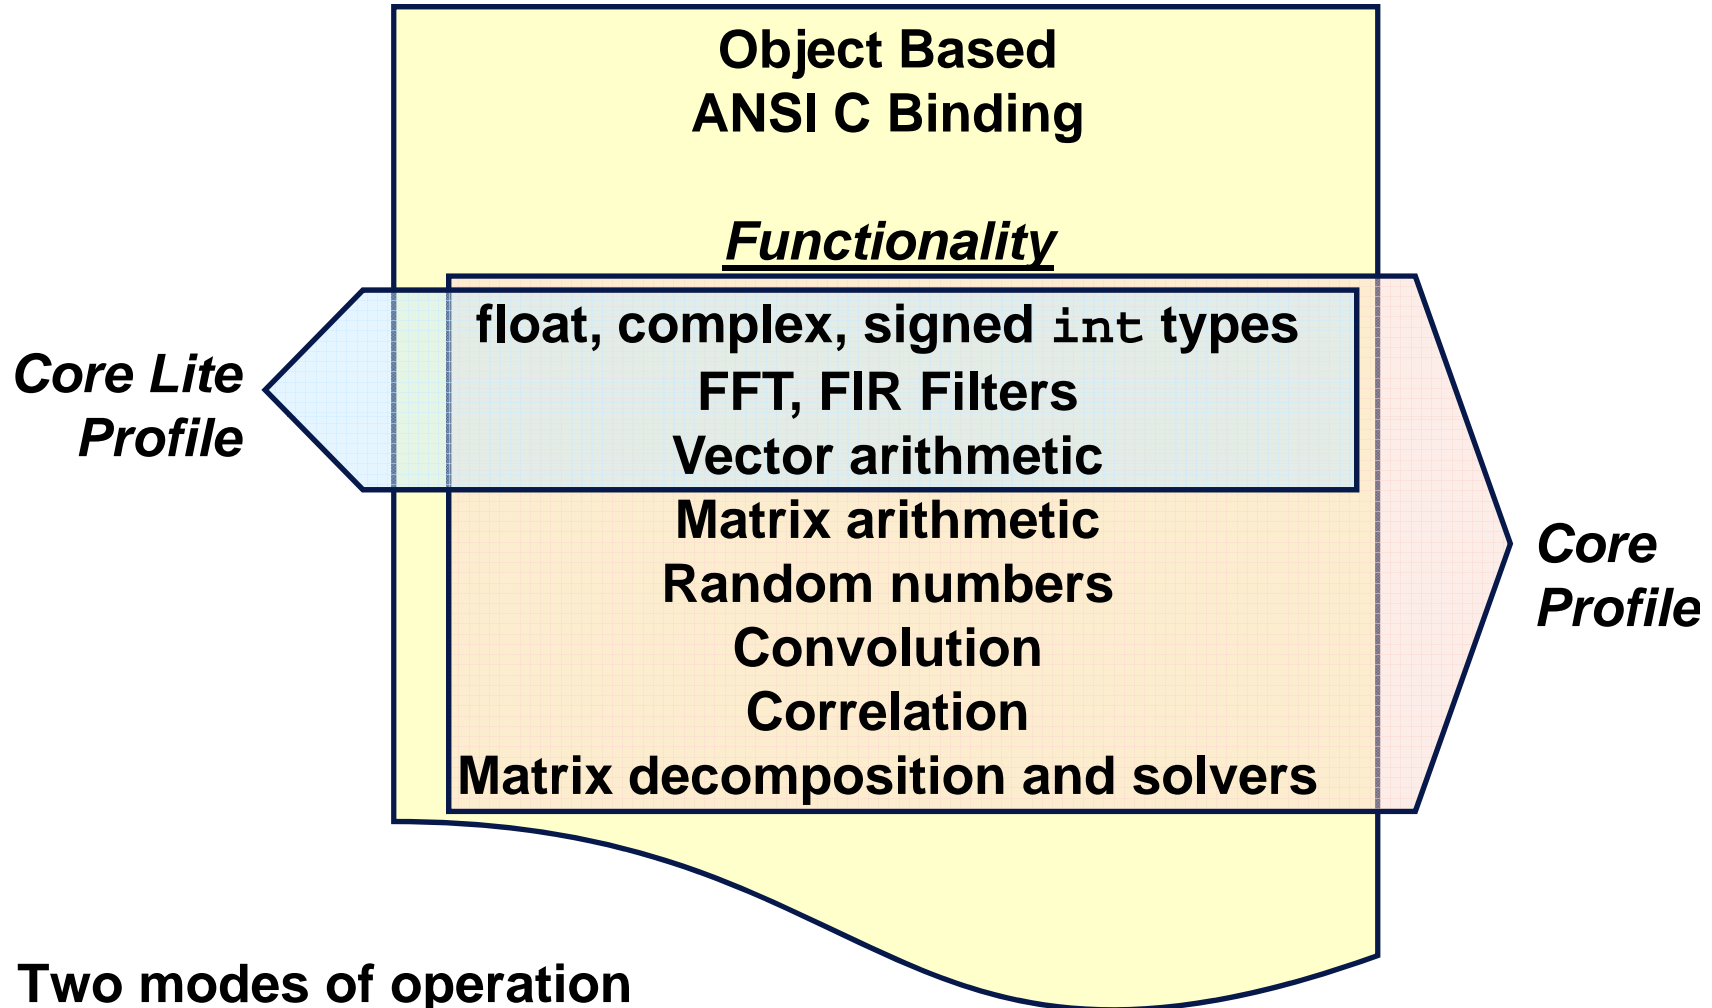 Object Based
ANSI C Binding
Functionality
float, complex, signed int types
FFT, FIR Filters
Vector arithmetic
Matrix arithmetic
Random numbers
Convolution
Correlation
Matrix decomposition and solvers
Core Lite
Profile
Core
Profile
Two modes of operation